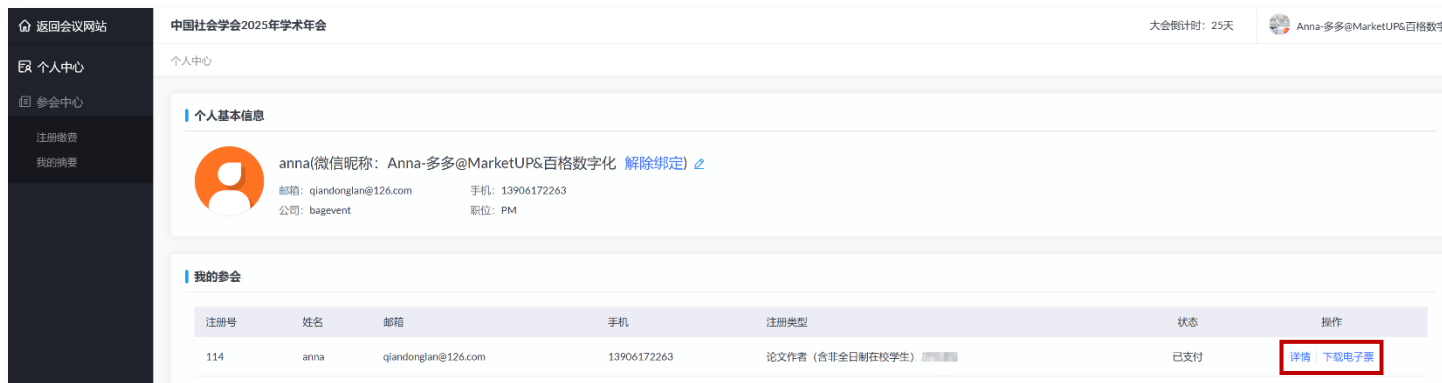 返回会议网站
中国社会学会2025年学术年会
大会倒计时：25天
Anna-多多@MarketUP&百格数字
个人中心
个人中心
参会中心
注册缴费
我的摘要
个人基本信息
anna(微信昵称：Anna-多多@MarketUP&百格数字化 解除绑定)
邮箱：qiandonglan@126.com 手机：13906172263
公司：bagevent 职位：PM
我的参会
注册号 姓名 邮箱 手机 注册类型 状态 操作
114 anna qiandonglan@126.com 13906172263 论文作者（含非全日制在校学生） 已支付 详情 下载电子票